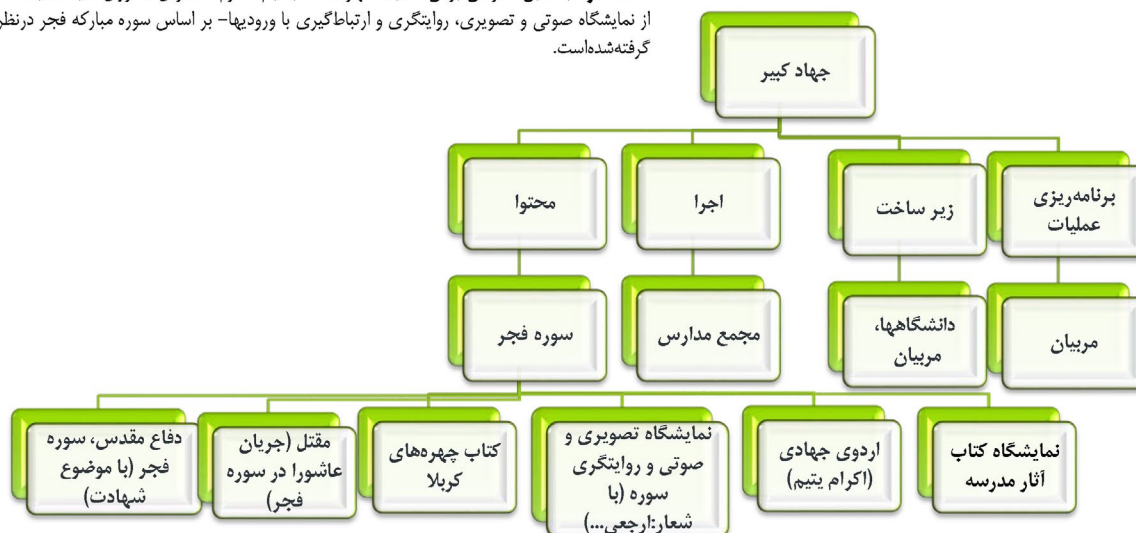 از نمایشگاه صوتی و تصویری، روایتگری و ارتباط‌گیری با ورودیها- بر اساس سوره مبارکه فجر درنظر
گرفته‌شده‌است.
جهاد کبیر
برنامه‌ریزی
عملیات
زیر ساخت
اجرا
محتوا
مربیان
دانشگاهها،
مربیان
مجمع مدارس
سوره فجر
نمایشگاه کتاب
آثار مدرسه
اردوی جهادی
(اکرام یتیم)
نمایشگاه تصویری و
صوتی و روایتگری
سوره (با
شعار:ارجعی...)
کتاب چهره‌های
کربلا
مقتل (جریان
عاشورا در سوره
فجر)
دفاع مقدس، سوره
فجر (با موضوع
شهادت)